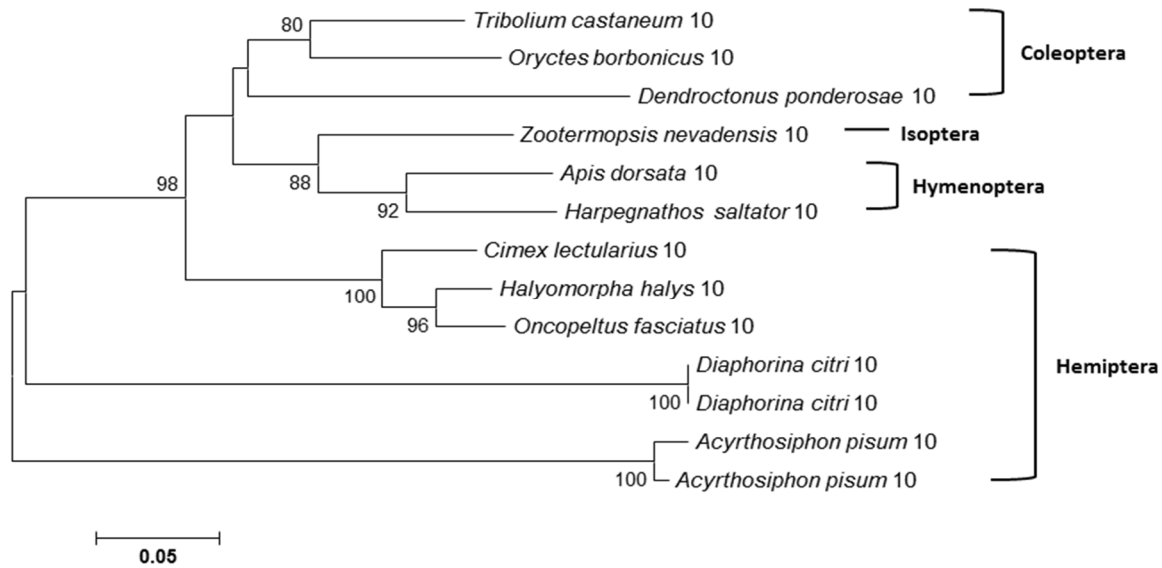 80
Tribolium castaneum 10
Oryctes borbonicus 10
Coleoptera
Dendroctonus ponderosae 10
Zootermopsis nevadensis 10
Isoptera
98
88
Apis dorsata 10
Hymenoptera
92
Harpegnathos saltator 10
Cimex lectularius 10
100
Halyomorpha halys 10
96
Oncopeltus fasciatus 10
Diaphorina citri 10
Hemiptera
100
Diaphorina citri 10
Acyrthosiphon pisum 10
100
Acyrthosiphon pisum 10
0.05